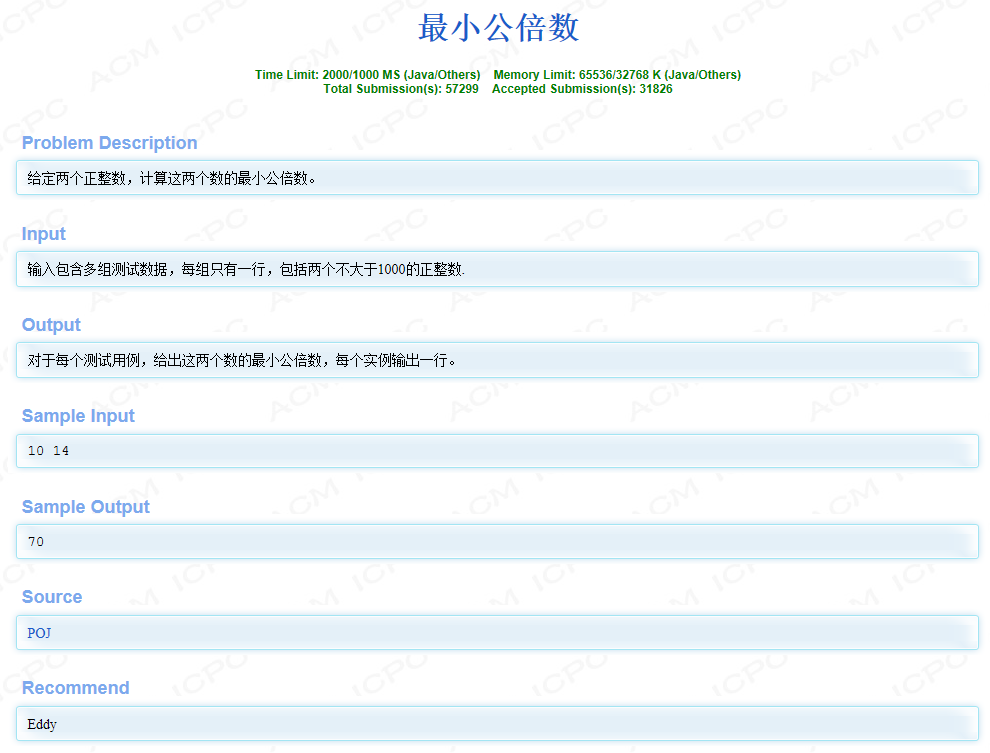 最小公倍数
Time Limit: 2000/1000 MS (Java/Others) Memory Limit: 65536/32768 K (Java/Others)
Total Submission(s): 57299 Accepted Submission(s): 31826
Problem Description
给定两个正整数，计算这两个数的最小公倍数。
Input
输入包含多组测试数据，每组只有一行，包括两个不大于1000的正整数.
Output
对于每个测试用例，给出这两个数的最小公倍数，每个实例输出一行。
Sample Input
10 14
Sample Output
70
Source
POJ
Recommend
Eddy